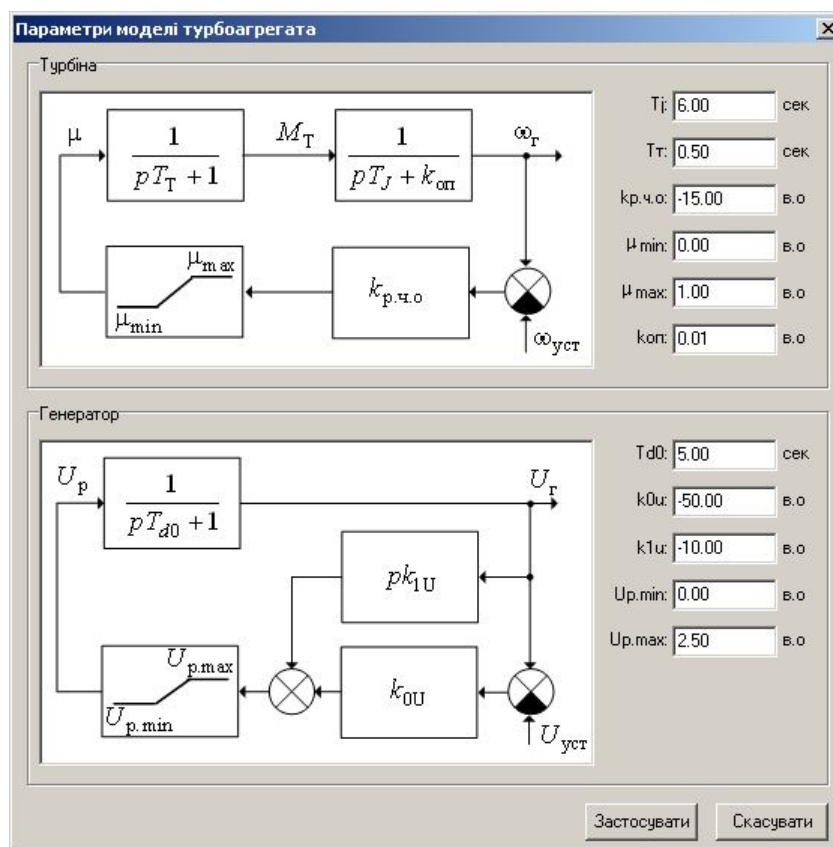 Параметри моделі турбоагрегата
Турбіна
μ
1
pT_T + 1
M_T
1
pT_J + k_оп
ω_г
μ_max
μ_min
k_р.ч.о
ω_уст
Tj: 6.00 сек
Tт: 0.50 сек
kр.ч.о: -15.00 в.о
μ min: 0.00 в.о
μ max: 1.00 в.о
kоп: 0.01 в.о
Генератор
U_р
1
pT_d0 + 1
U_г
pk_1U
U_р.max
U_р.min
k_0U
U_уст
Td0: 5.00 сек
k0u: -50.00 в.о
k1u: -10.00 в.о
Uр.min: 0.00 в.о
Uр.max: 2.50 в.о
Застосувати Скасувати